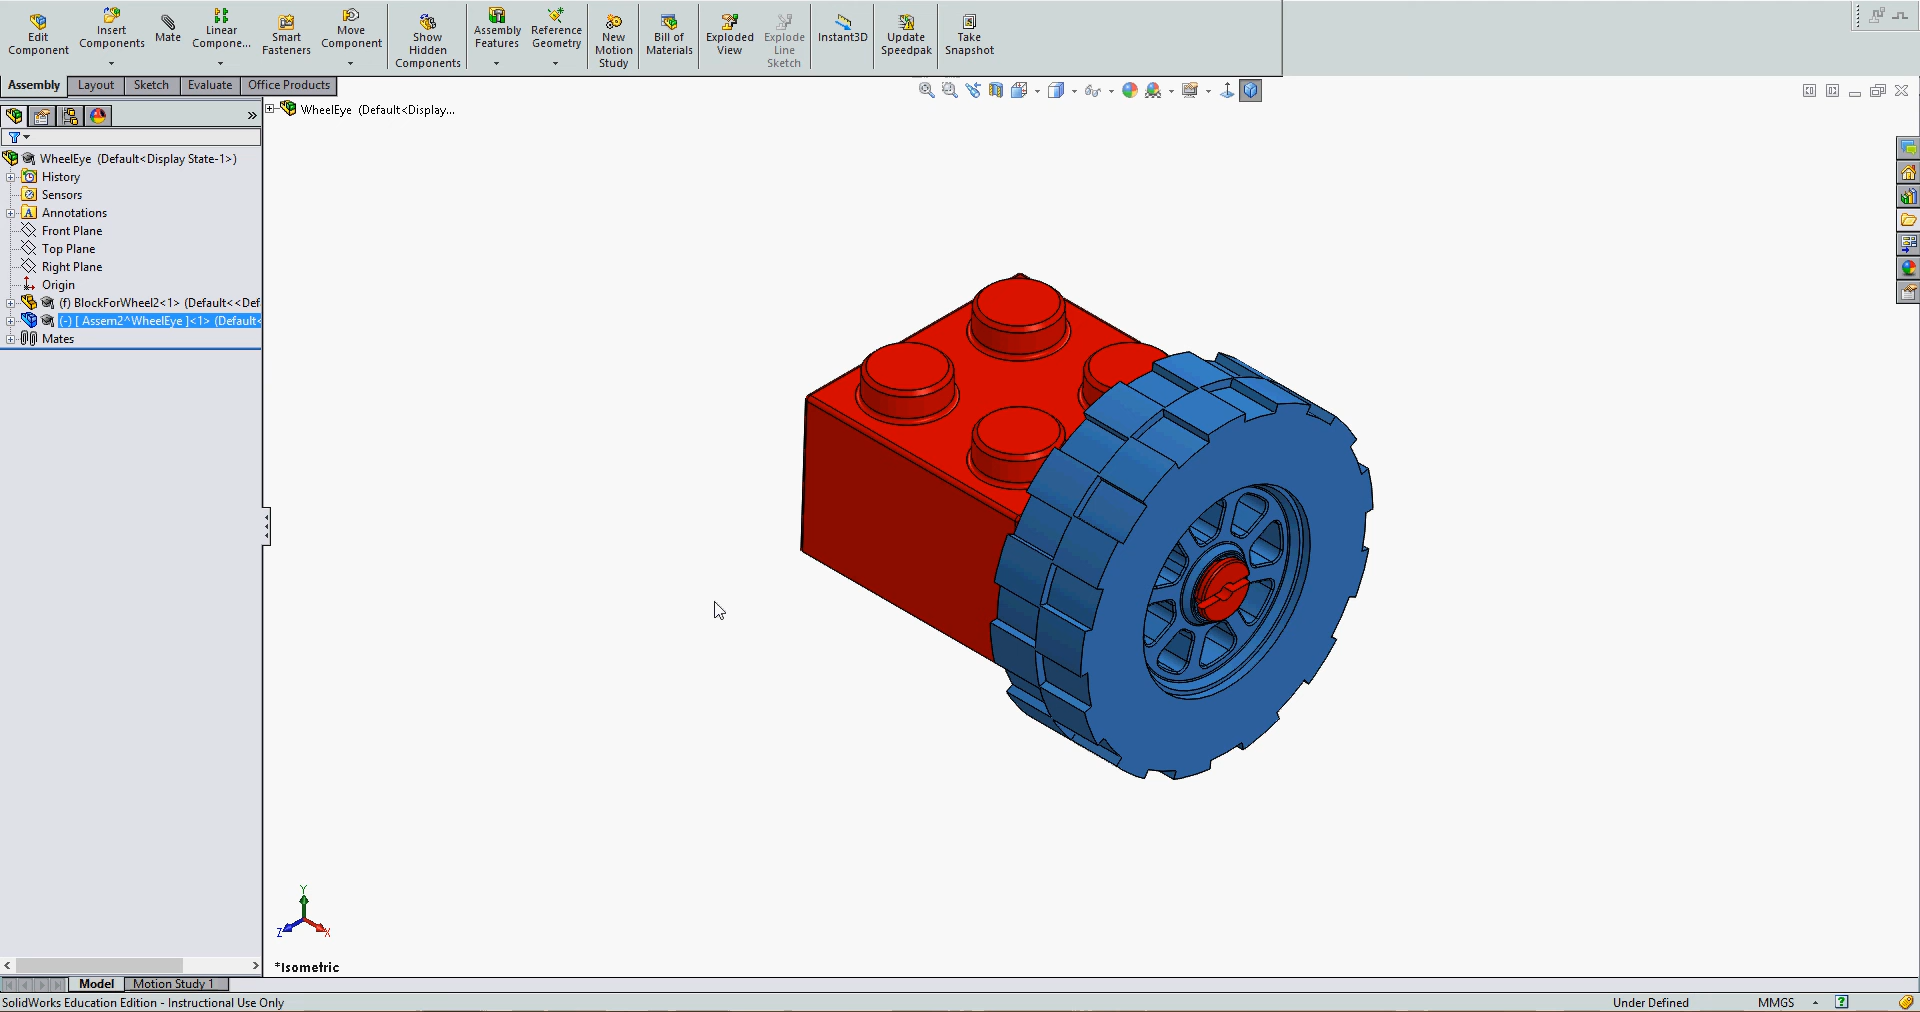 Edit Component
Insert Components
Mate
Linear Compone...
Smart Fasteners
Move Component
Show Hidden Components
Assembly Features
Reference Geometry
New Motion Study
Bill of Materials
Exploded View
Explode Line Sketch
Instant3D
Update Speedpak
Take Snapshot
Assembly
Layout
Sketch
Evaluate
Office Products
WheelEye (Default<Display...
WheelEye (Default<Display State-1>)
History
Sensors
A Annotations
Front Plane
Top Plane
Right Plane
Origin
(f) BlockForWheel2<1> (Default<<Def
(-) [ Assem2^WheelEye ]<1> (Default<
Mates
Y
Z X
*Isometric
Model
Motion Study 1
SolidWorks Education Edition - Instructional Use Only
Under Defined
MMGS
?